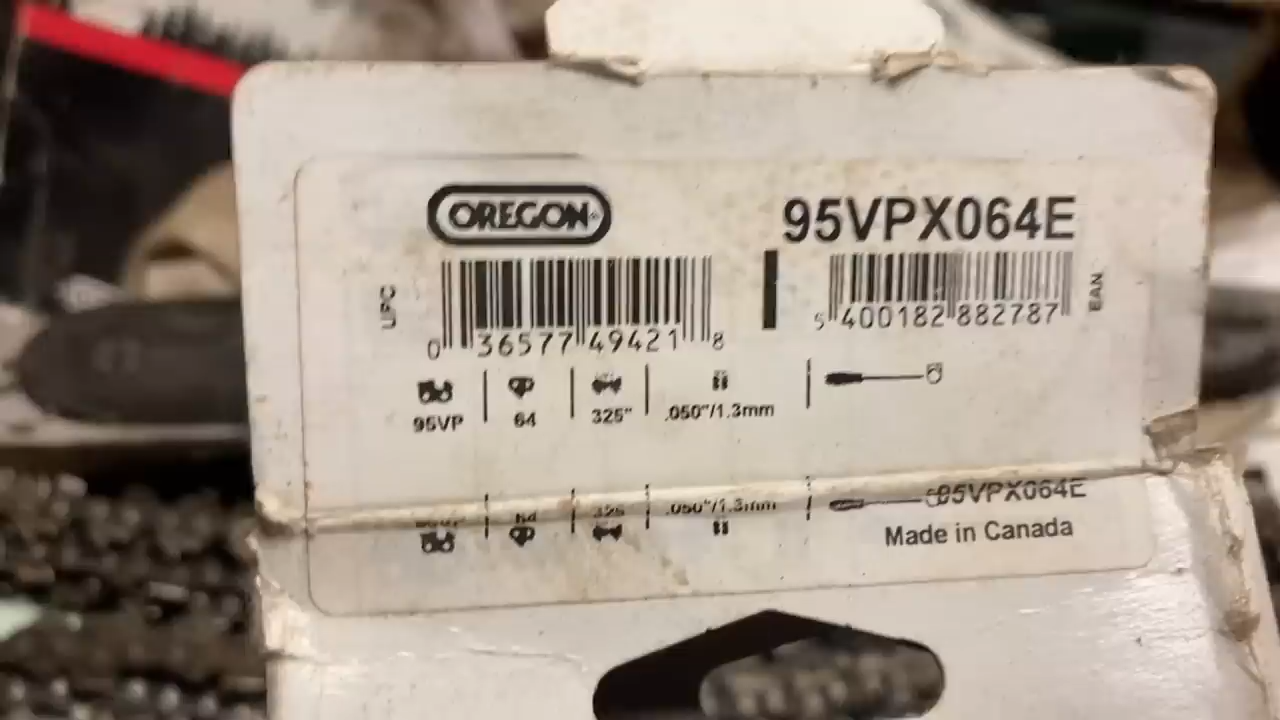 OREGON
95VPX064E
UPC
EAN
0 36577 49421 8
5 400182 882787
95VP 64 325" .050"/1.3mm
325 .050"/1.3mm 95VPX064E
Made in Canada